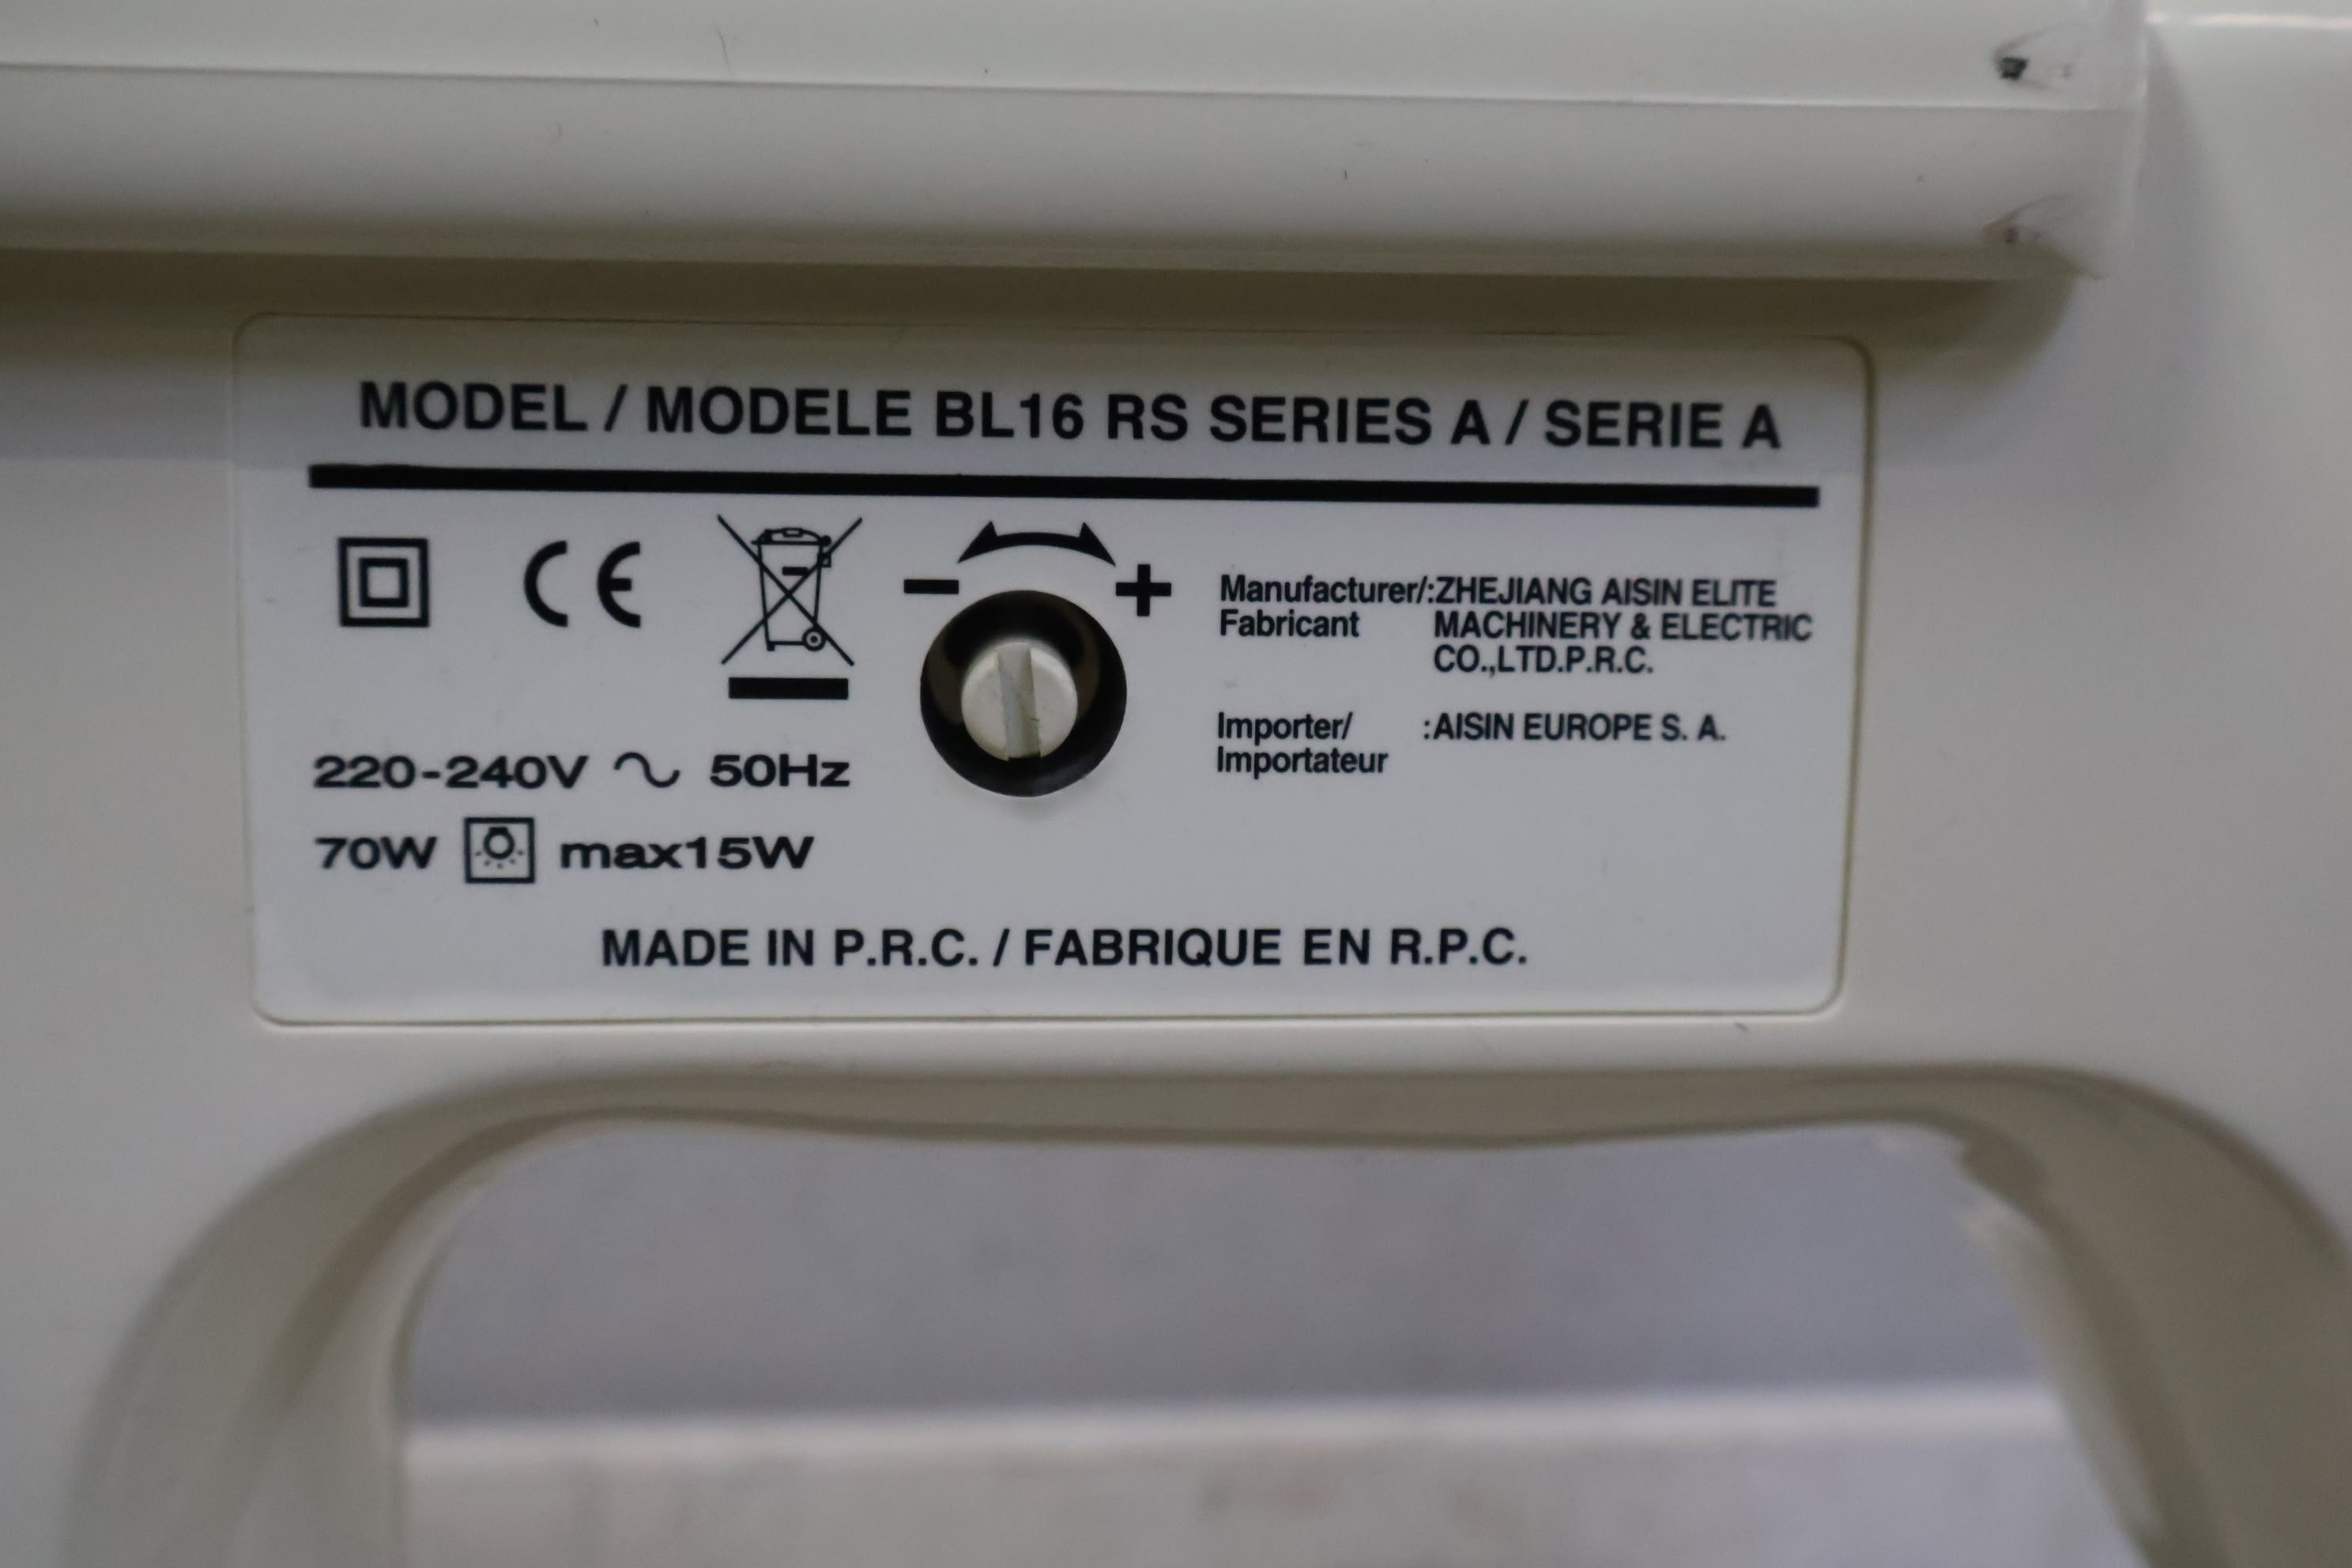 MODEL / MODELE BL16 RS SERIES A / SERIE A
CE
− +
Manufacturer/:ZHEJIANG AISIN ELITE
Fabricant MACHINERY & ELECTRIC
CO.,LTD.P.R.C.
Importer/ :AISIN EUROPE S. A.
Importateur
220-240V ~ 50Hz
70W max15W
MADE IN P.R.C. / FABRIQUE EN R.P.C.